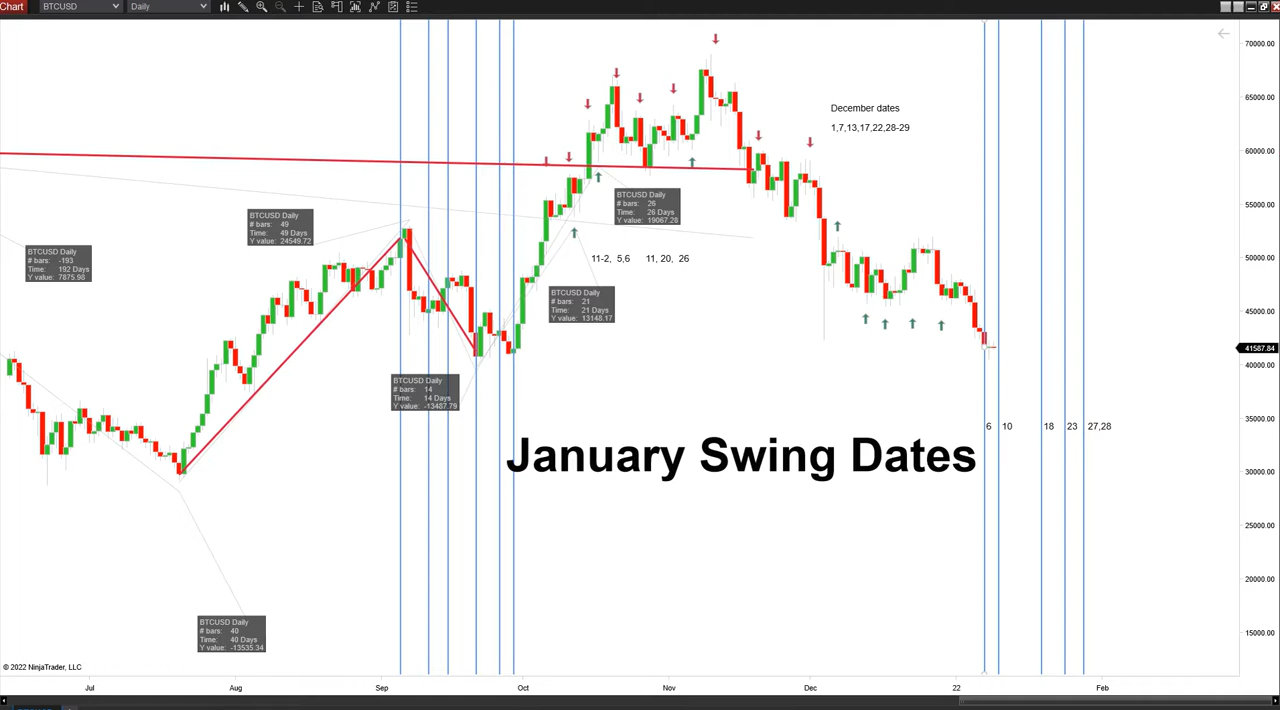 Chart BTCUSD Daily
70000.00
65000.00
60000.00
55000.00
50000.00
41587.84
40000.00
35000.00
30000.00
25000.00
20000.00
15000.00
December dates
1,7,13,17,22,28-29
BTCUSD Daily
# bars: 26
Time: 26 Days
Y value: 19067.28
BTCUSD Daily
# bars: 49
Time: 49 Days
Y value: 24549.72
BTCUSD Daily
# bars: -193
Time: 192 Days
Y value: 7875.98
11-2, 5,6 11, 20, 26
BTCUSD Daily
# bars: 21
Time: 21 Days
Y value: 13148.17
BTCUSD Daily
# bars: 14
Time: 14 Days
Y value: -13487.79
6 10 18 23 27,28
January Swing Dates
BTCUSD Daily
# bars: 40
Time: 40 Days
Y value: -13535.34
© 2022 NinjaTrader, LLC
Jul Aug Sep Oct Nov Dec 22 Feb